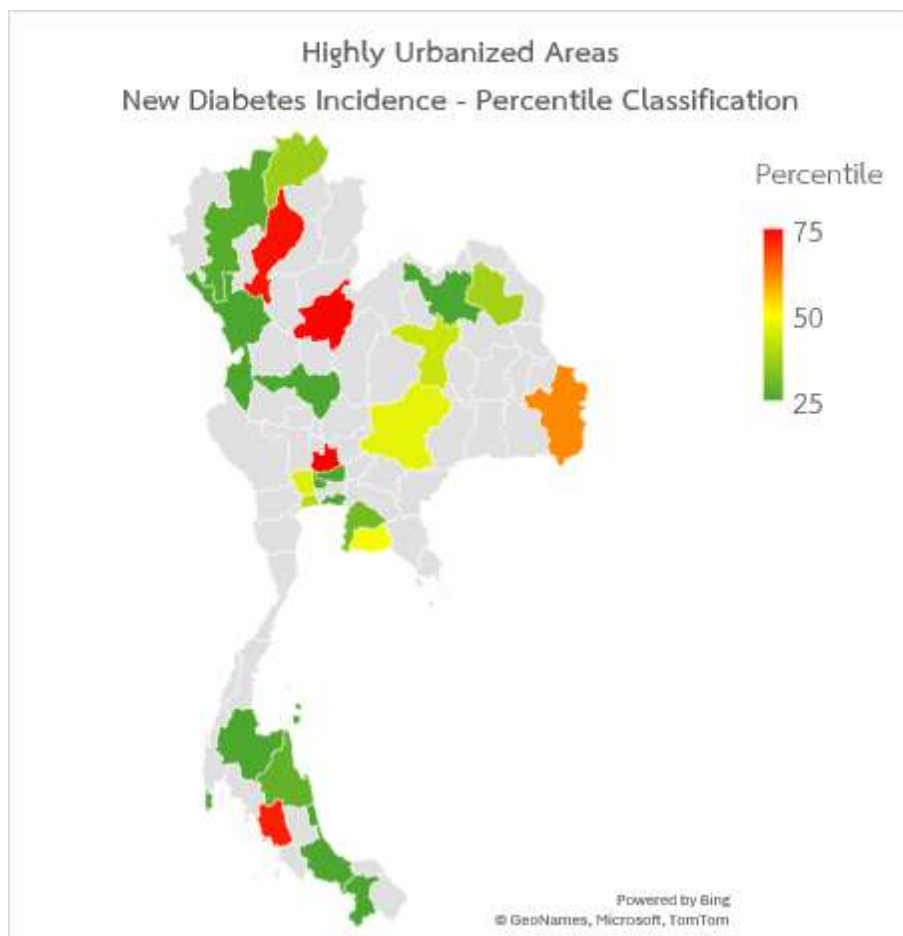 Highly Urbanized Areas
New Diabetes Incidence - Percentile Classification
Percentile
75
50
25
Powered by Bing
© GeoNames, Microsoft, TomTom